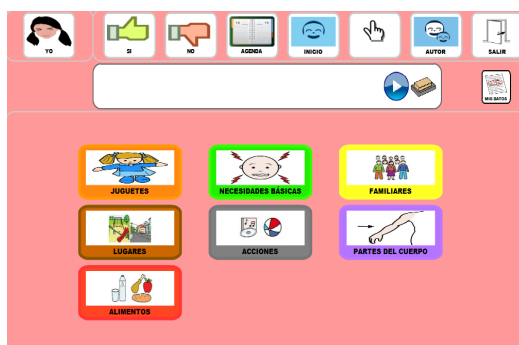 YO
SI
NO
AGENDA
INICIO
AUTOR
SALIR
MIS DATOS
JUGUETES
NECESIDADES BÁSICAS
FAMILIARES
LUGARES
ACCIONES
PARTES DEL CUERPO
ALIMENTOS